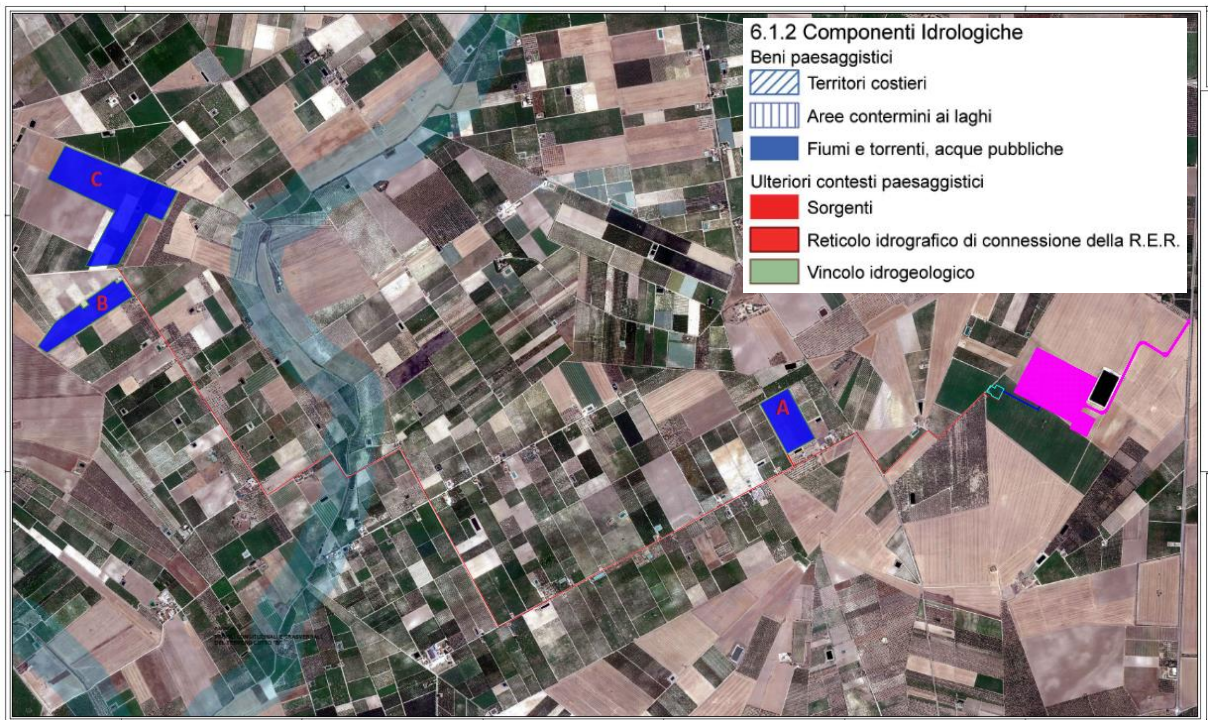 6.1.2 Componenti Idrologiche
Beni paesaggistici
Territori costieri
Aree contermini ai laghi
Fiumi e torrenti, acque pubbliche
Ulteriori contesti paesaggistici
Sorgenti
Reticolo idrografico di connessione della R.E.R.
Vincolo idrogeologico
C
B
A